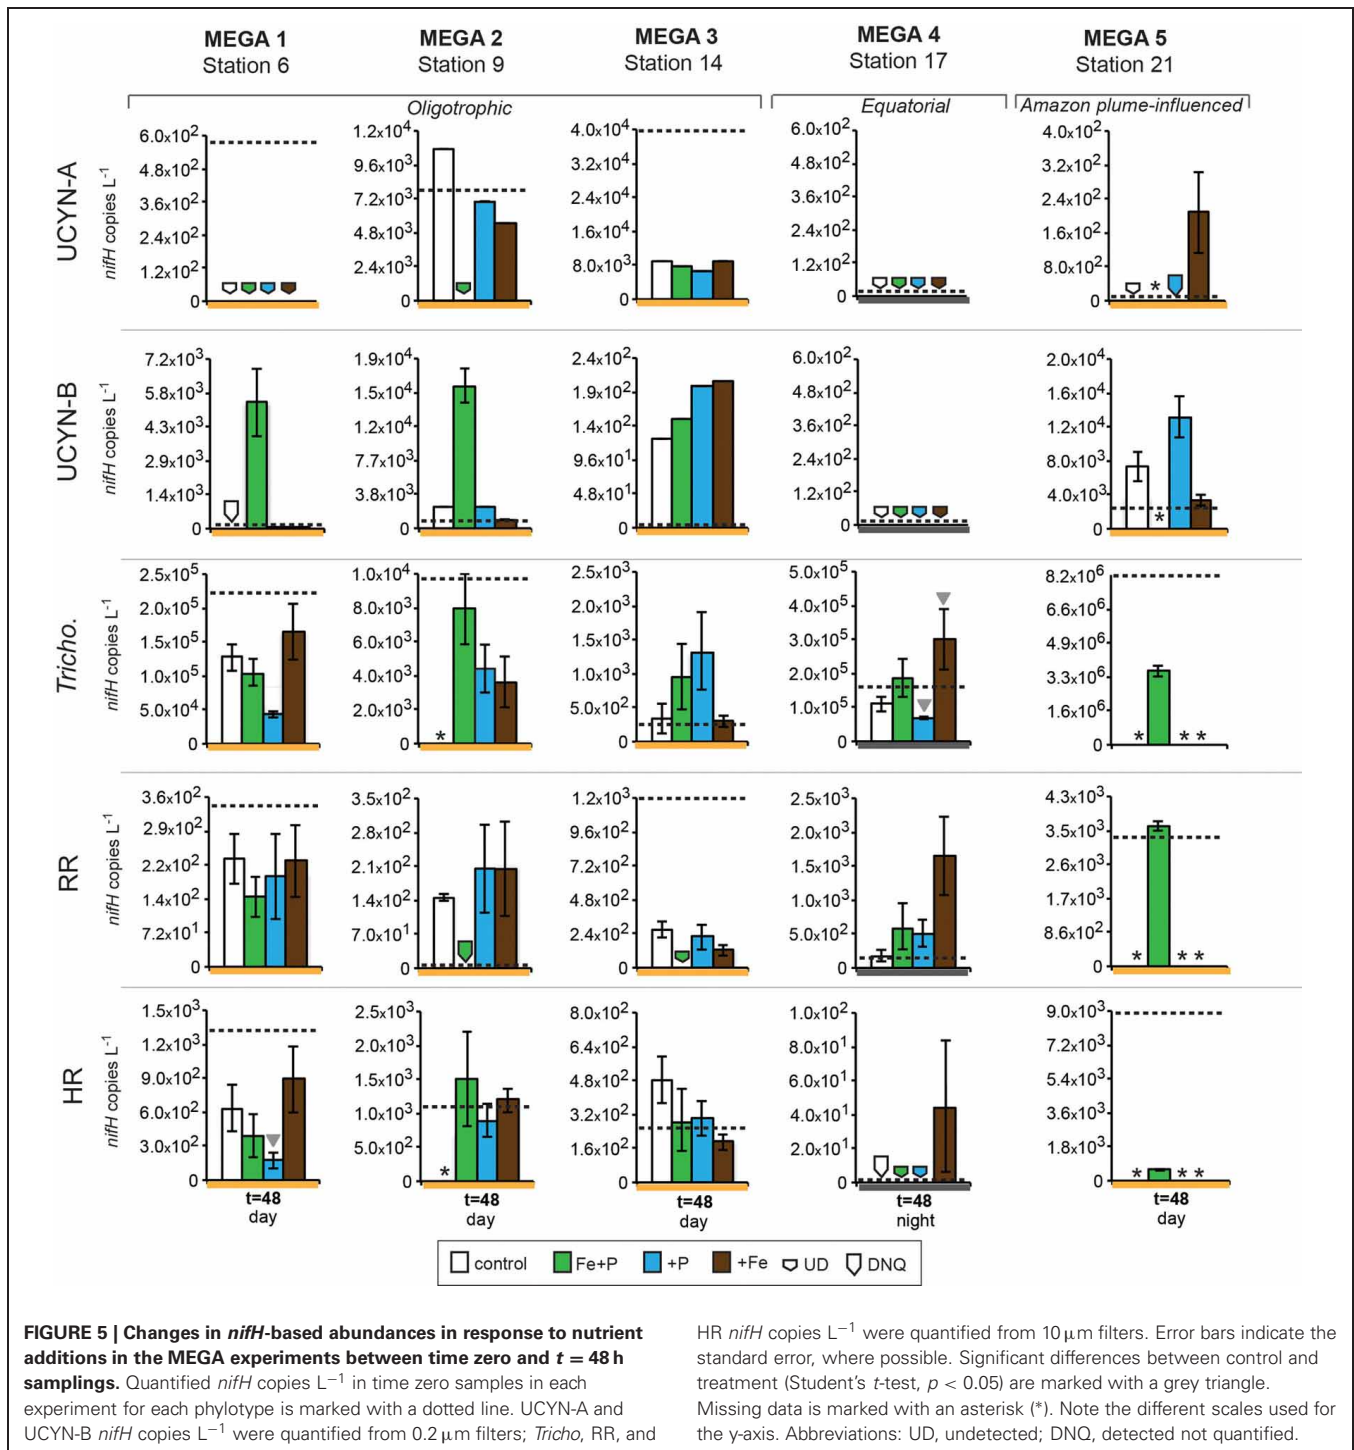 MEGA 1 MEGA 2 MEGA 3 MEGA 4 MEGA 5
Station 6 Station 9 Station 14 Station 17 Station 21
Oligotrophic Equatorial Amazon plume-influenced
UCYN-A
nifH copies L⁻¹
6.0x10² 4.8x10² 3.6x10² 2.4x10² 1.2x10² 0
1.2x10⁴ 9.6x10³ 7.2x10³ 4.8x10³ 2.4x10³ 0
4.0x10⁴ 3.2x10⁴ 2.4x10⁴ 1.6x10⁴ 8.0x10³ 0
6.0x10² 4.8x10² 3.6x10² 2.4x10² 1.2x10² 0
4.0x10² 3.2x10² 2.4x10² 1.6x10² 8.0x10² 0
*
UCYN-B
nifH copies L⁻¹
7.2x10³ 5.8x10³ 4.3x10³ 2.9x10³ 1.4x10³ 0
1.9x10⁴ 1.5x10⁴ 1.2x10⁴ 7.7x10³ 3.8x10³ 0
2.4x10² 1.9x10² 1.4x10² 9.6x10¹ 4.8x10¹ 0
6.0x10² 4.8x10² 3.6x10² 2.4x10² 1.2x10² 0
2.0x10⁴ 1.6x10⁴ 1.2x10⁴ 8.0x10³ 4.0x10³ 0
*
Tricho.
nifH copies L⁻¹
2.5x10⁵ 2.0x10⁵ 1.5x10⁵ 1.0x10⁵ 5.0x10⁴ 0
1.0x10⁴ 8.0x10³ 6.0x10³ 4.0x10³ 2.0x10³ 0
*
2.5x10³ 2.0x10³ 1.5x10³ 1.0x10³ 5.0x10² 0
5.0x10⁵ 4.0x10⁵ 3.0x10⁵ 2.0x10⁵ 1.0x10⁵ 0
8.2x10⁶ 6.6x10⁶ 4.9x10⁶ 3.3x10⁶ 1.6x10⁶ 0
* * *
RR
nifH copies L⁻¹
3.6x10² 2.9x10² 2.2x10² 1.4x10² 7.2x10¹ 0
3.5x10² 2.8x10² 2.1x10² 1.4x10² 7.0x10¹ 0
1.2x10³ 9.6x10² 7.2x10² 4.8x10² 2.4x10² 0
2.5x10³ 2.0x10³ 1.5x10³ 1.0x10³ 5.0x10² 0
4.3x10³ 3.5x10³ 2.6x10³ 1.7x10³ 8.6x10² 0
* * *
HR
nifH copies L⁻¹
1.5x10³ 1.2x10³ 9.0x10² 6.0x10² 3.0x10² 0
2.5x10³ 2.0x10³ 1.5x10³ 1.0x10³ 5.0x10² 0
*
8.0x10² 6.4x10² 4.8x10² 3.2x10² 1.6x10² 0
1.0x10² 8.0x10¹ 6.0x10¹ 4.0x10¹ 2.0x10¹ 0
9.0x10³ 7.2x10³ 5.4x10³ 3.6x10³ 1.8x10³ 0
* * *
t=48 t=48 t=48 t=48 t=48
day day day night day
control Fe+P +P +Fe UD DNQ
FIGURE 5 | Changes in nifH-based abundances in response to nutrient
additions in the MEGA experiments between time zero and t = 48 h
samplings. Quantified nifH copies L⁻¹ in time zero samples in each
experiment for each phylotype is marked with a dotted line. UCYN-A and
UCYN-B nifH copies L⁻¹ were quantified from 0.2 μm filters; Tricho, RR, and
HR nifH copies L⁻¹ were quantified from 10 μm filters. Error bars indicate the
standard error, where possible. Significant differences between control and
treatment (Student's t-test, p < 0.05) are marked with a grey triangle.
Missing data is marked with an asterisk (*). Note the different scales used for
the y-axis. Abbreviations: UD, undetected; DNQ, detected not quantified.